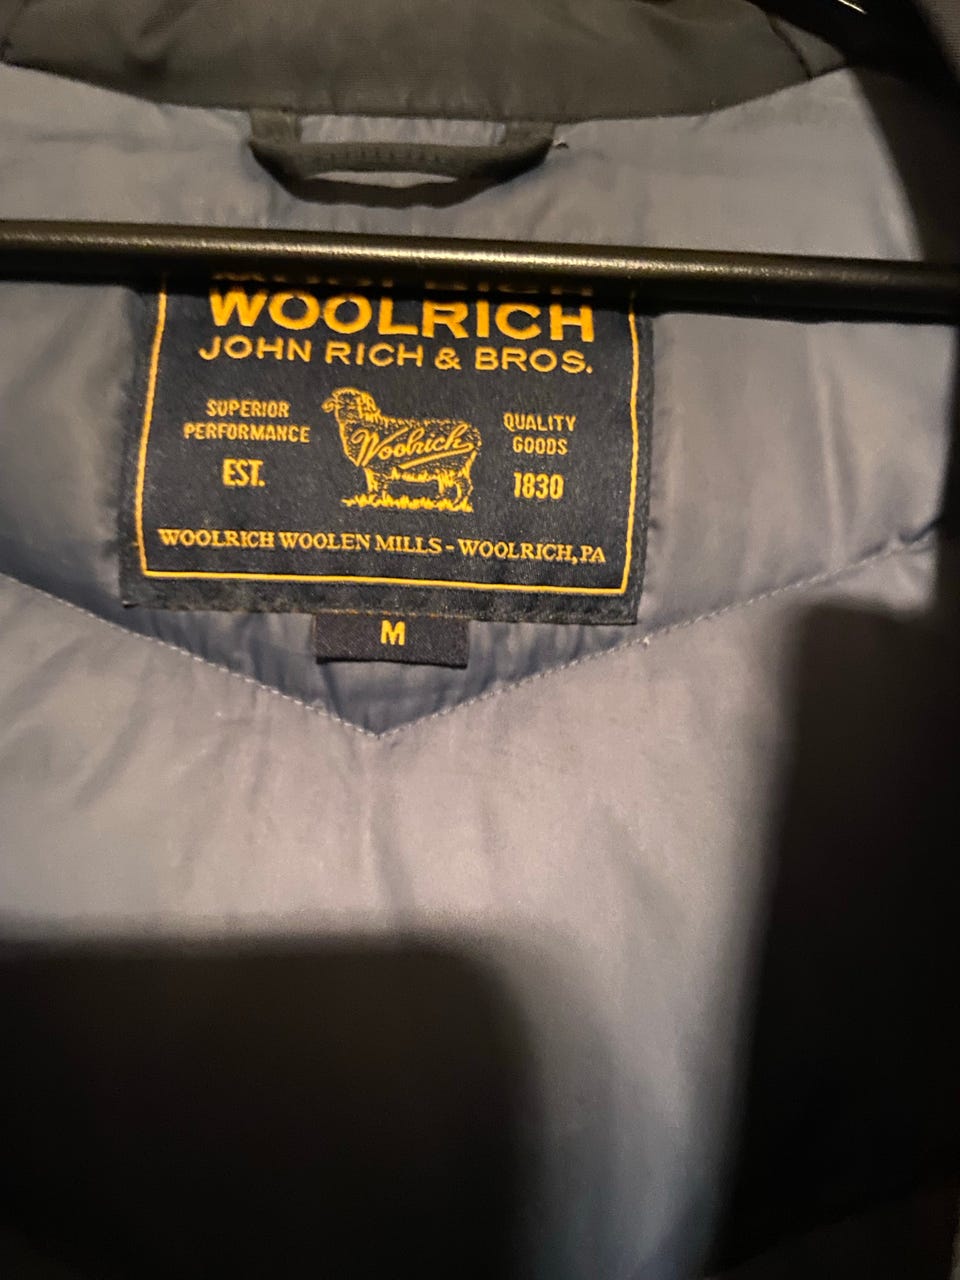 WOOLRICH
JOHN RICH & BROS.
SUPERIOR
PERFORMANCE
EST.
Woolrich
QUALITY
GOODS
1830
WOOLRICH WOOLEN MILLS - WOOLRICH, PA
M